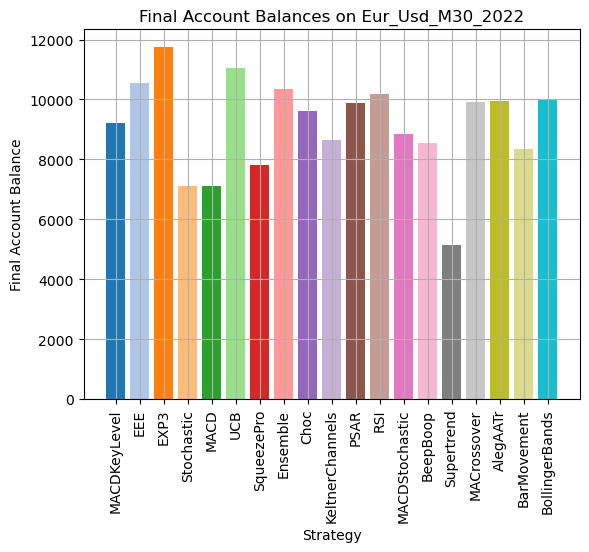 Final Account Balances on Eur_Usd_M30_2022
Final Account Balance
12000
10000
8000
6000
4000
2000
0
MACDKeyLevel
EEE
EXP3
Stochastic
MACD
UCB
SqueezePro
Ensemble
Choc
KeltnerChannels
PSAR
RSI
MACDStochastic
BeepBoop
Supertrend
MACrossover
AlegAATr
BarMovement
BollingerBands
Strategy